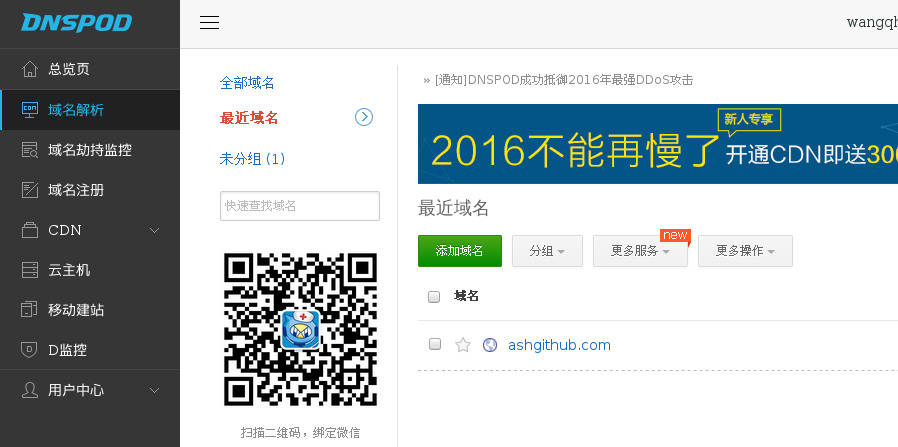 DNSPOD
wangqh
总览页
域名解析
域名劫持监控
域名注册
CDN
云主机
移动建站
D监控
用户中心
全部域名
最近域名
未分组 (1)
快速查找域名
扫描二维码，绑定微信
» [通知]DNSPOD成功抵御2016年最强DDoS攻击
新人专享
2016不能再慢了 开通CDN即送300
最近域名
new
添加域名 分组 更多服务 更多操作
域名
ashgithub.com